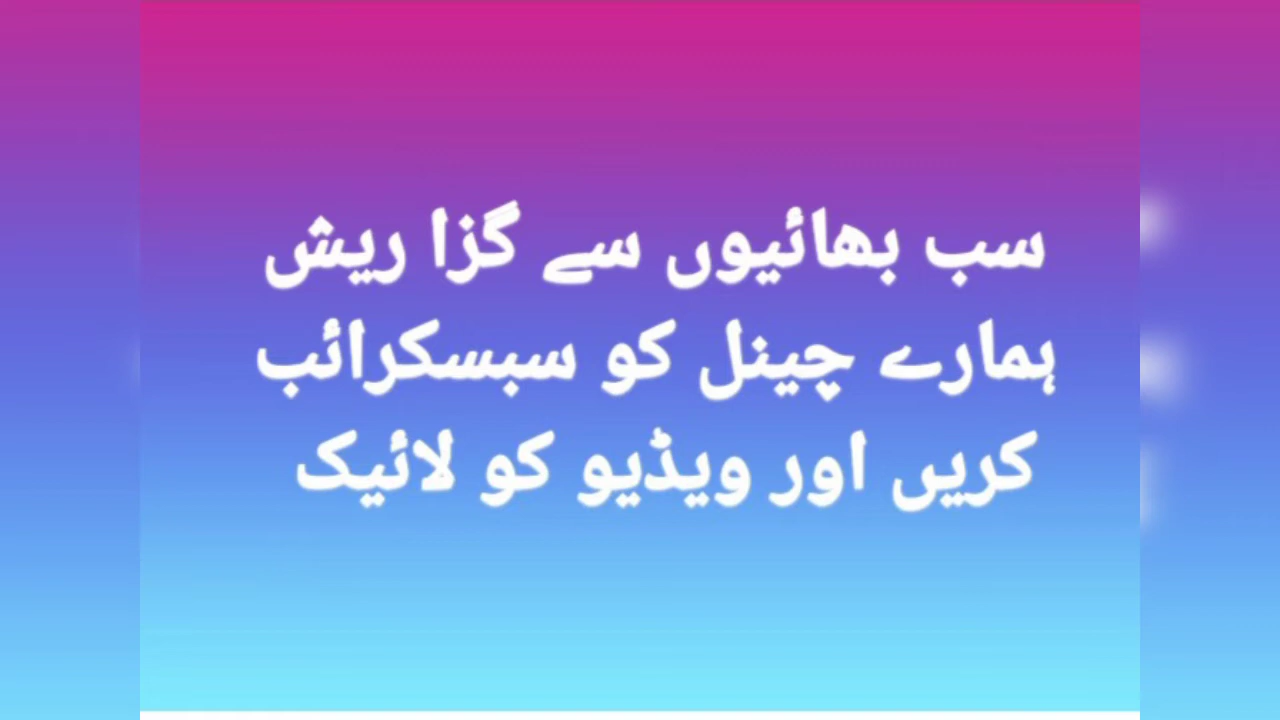 سب بھائیوں سے گزا ریش
ہمارے چینل کو سبسکرائب
کریں اور ویڈیو کو لائیک